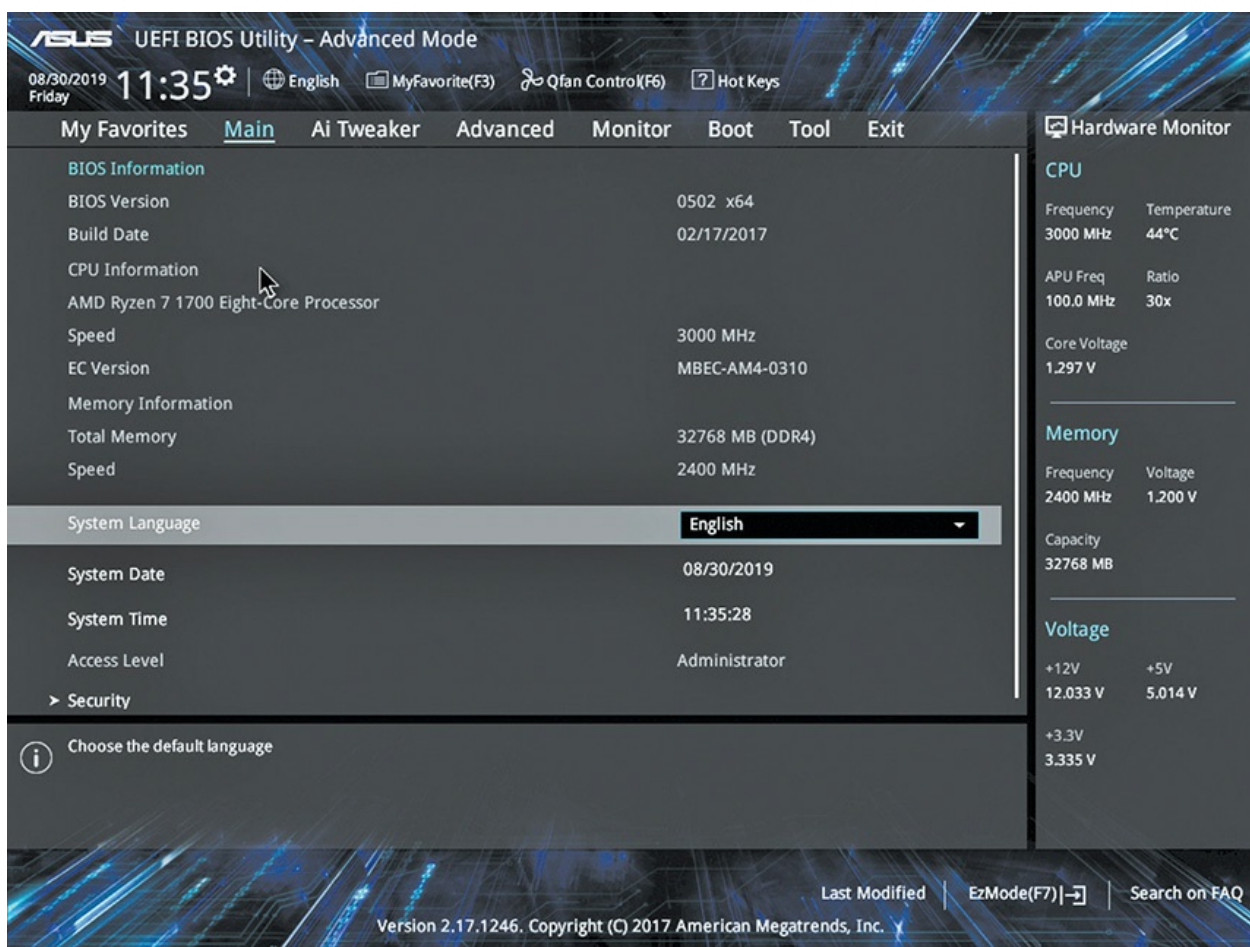 ASUS UEFI BIOS Utility – Advanced Mode
08/30/2019 Friday 11:35 English MyFavorite(F3) Qfan Control(F6) ? Hot Keys
My Favorites Main Ai Tweaker Advanced Monitor Boot Tool Exit
BIOS Information
BIOS Version 0502 x64
Build Date 02/17/2017
CPU Information
AMD Ryzen 7 1700 Eight-Core Processor
Speed 3000 MHz
EC Version MBEC-AM4-0310
Memory Information
Total Memory 32768 MB (DDR4)
Speed 2400 MHz
System Language English
System Date 08/30/2019
System Time 11:35:28
Access Level Administrator
> Security
i Choose the default language
Hardware Monitor
CPU
Frequency Temperature
3000 MHz 44°C
APU Freq Ratio
100.0 MHz 30x
Core Voltage
1.297 V
Memory
Frequency Voltage
2400 MHz 1.200 V
Capacity
32768 MB
Voltage
+12V +5V
12.033 V 5.014 V
+3.3V
3.335 V
Last Modified EzMode(F7) Search on FAQ
Version 2.17.1246. Copyright (C) 2017 American Megatrends, Inc.